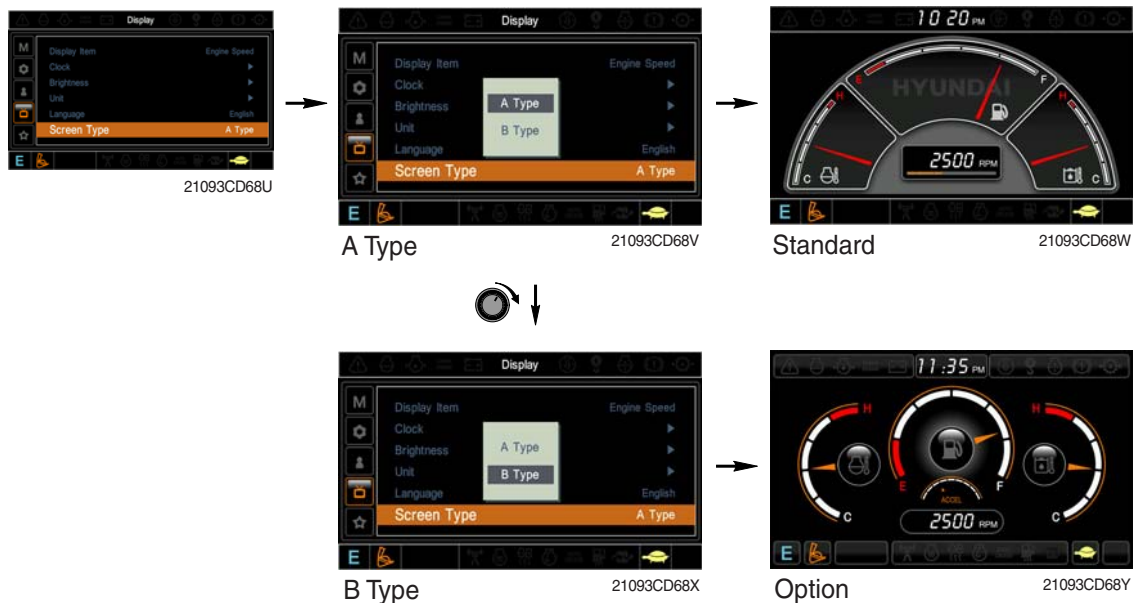 Display
M
Display Item Engine Speed
Clock
Brightness
Unit
Language English
Screen Type A Type
E
21093CD68U
Display
M
Display Item Engine Speed
Clock
Brightness
Unit
Language English
A Type
B Type
Screen Type A Type
E
A Type 21093CD68V
10 20 PM
E F
HYUNDAI
H H
C C
2500 RPM
E
Standard 21093CD68W
Display
M
Display Item Engine Speed
Clock
Brightness
Unit
Language English
A Type
B Type
Screen Type A Type
E
B Type 21093CD68X
11:35 PM
H H
E F
ACCEL
C C
2500 RPM
E
Option 21093CD68Y